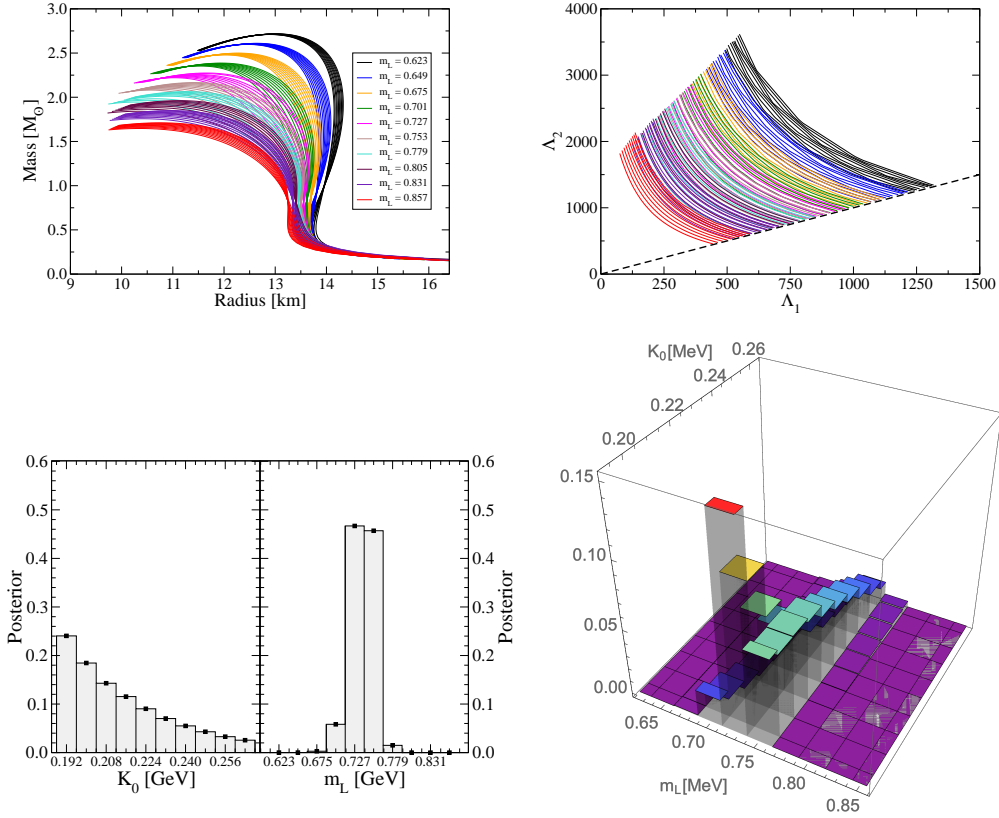 3.0
2.5
2.0
1.5
1.0
0.5
0.0
Mass [M⊙]
9 10 11 12 13 14 15 16
Radius [km]
m_L = 0.623
m_L = 0.649
m_L = 0.675
m_L = 0.701
m_L = 0.727
m_L = 0.753
m_L = 0.779
m_L = 0.805
m_L = 0.831
m_L = 0.857
4000
3000
2000
1000
0
Λ_2
0 250 500 750 1000 1250 1500
Λ_1
0.6 0.6
0.5 0.5
0.4 0.4
0.3 0.3
0.2 0.2
0.1 0.1
0.0 0.0
Posterior
Posterior
0.192 0.208 0.224 0.240 0.256
K_0 [GeV]
0.623 0.675 0.727 0.779 0.831
m_L [GeV]
K_0[MeV]
0.26
0.24
0.22
0.20
0.15
0.10
0.05
0.00
0.65
0.70
0.75
0.80
0.85
m_L[MeV]